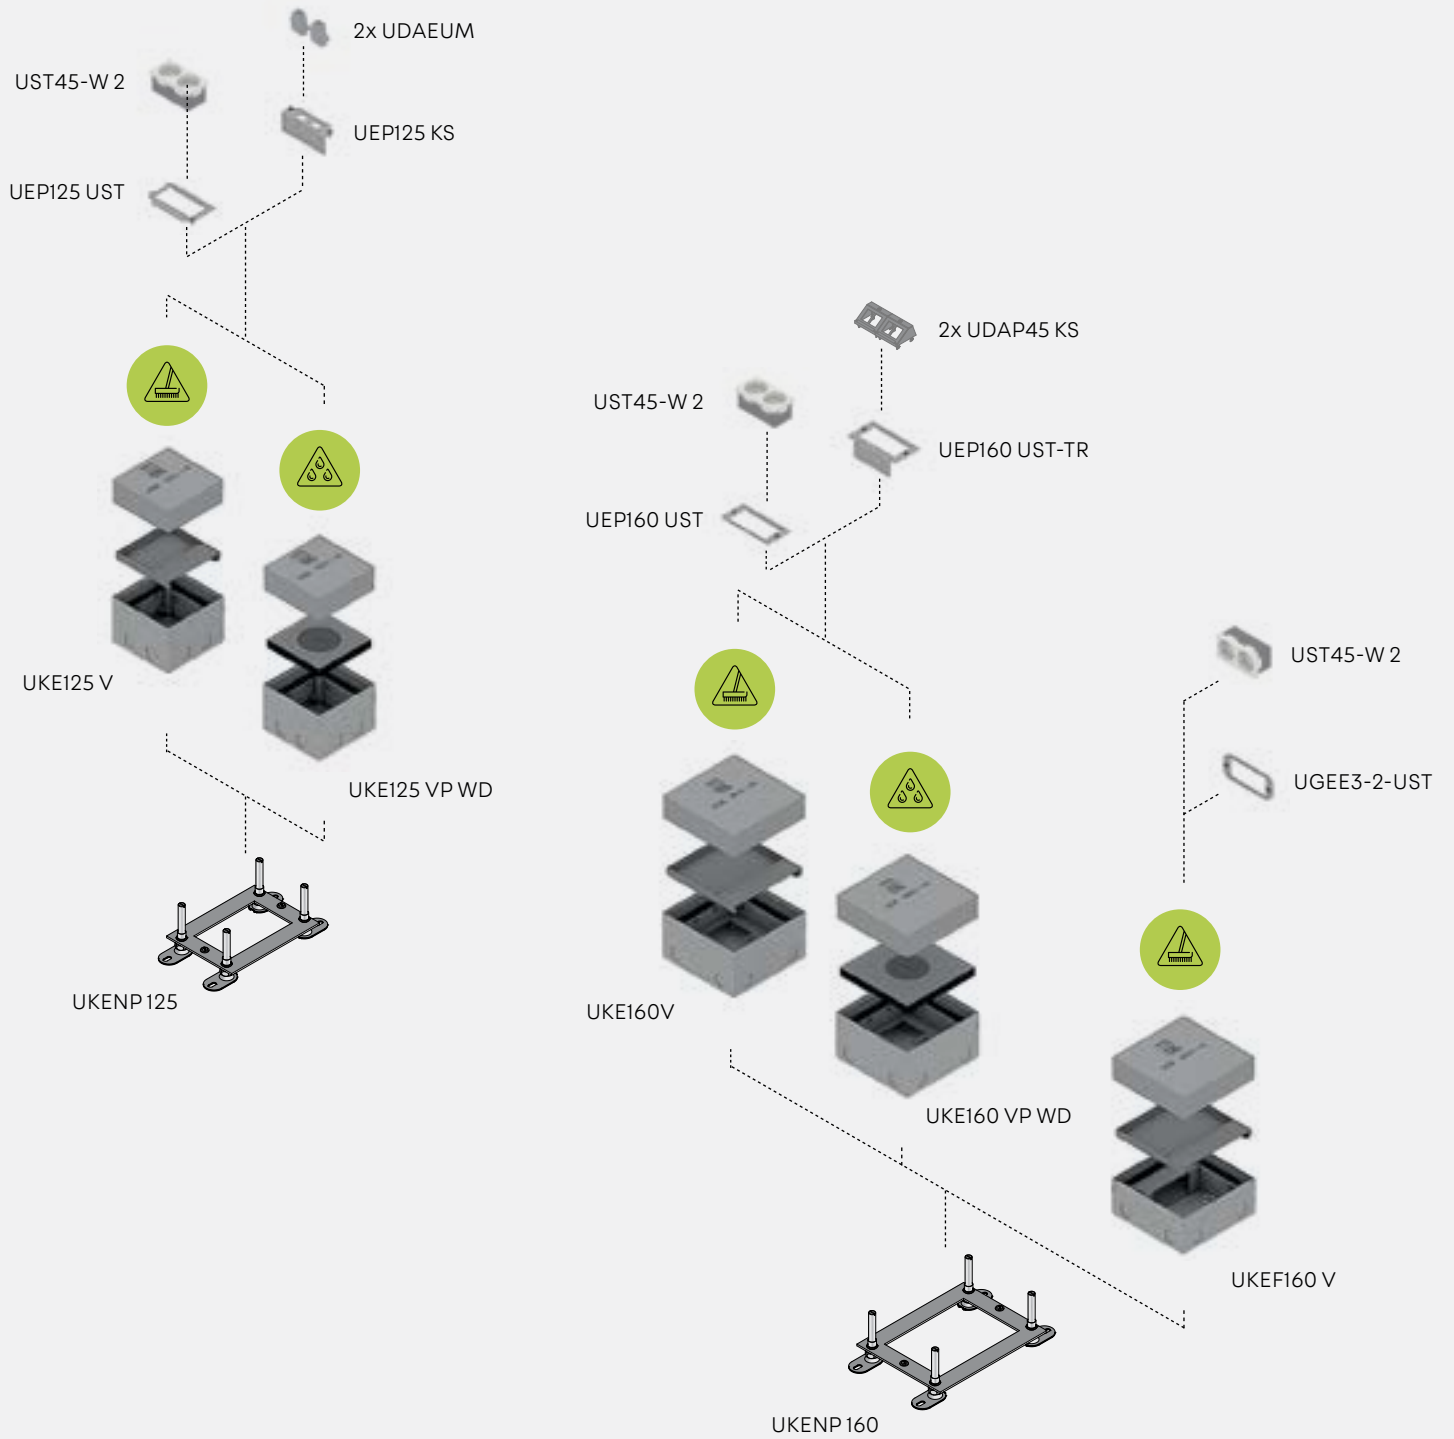 2x UDAEUM
UST45-W 2
UEP125 KS
UEP125 UST
2x UDAP45 KS
UST45-W 2
UEP160 UST-TR
UEP160 UST
UST45-W 2
UKE125 V
UKE125 VP WD
UGEE3-2-UST
UKENP 125
UKE160V
UKE160 VP WD
UKEF160 V
UKENP 160